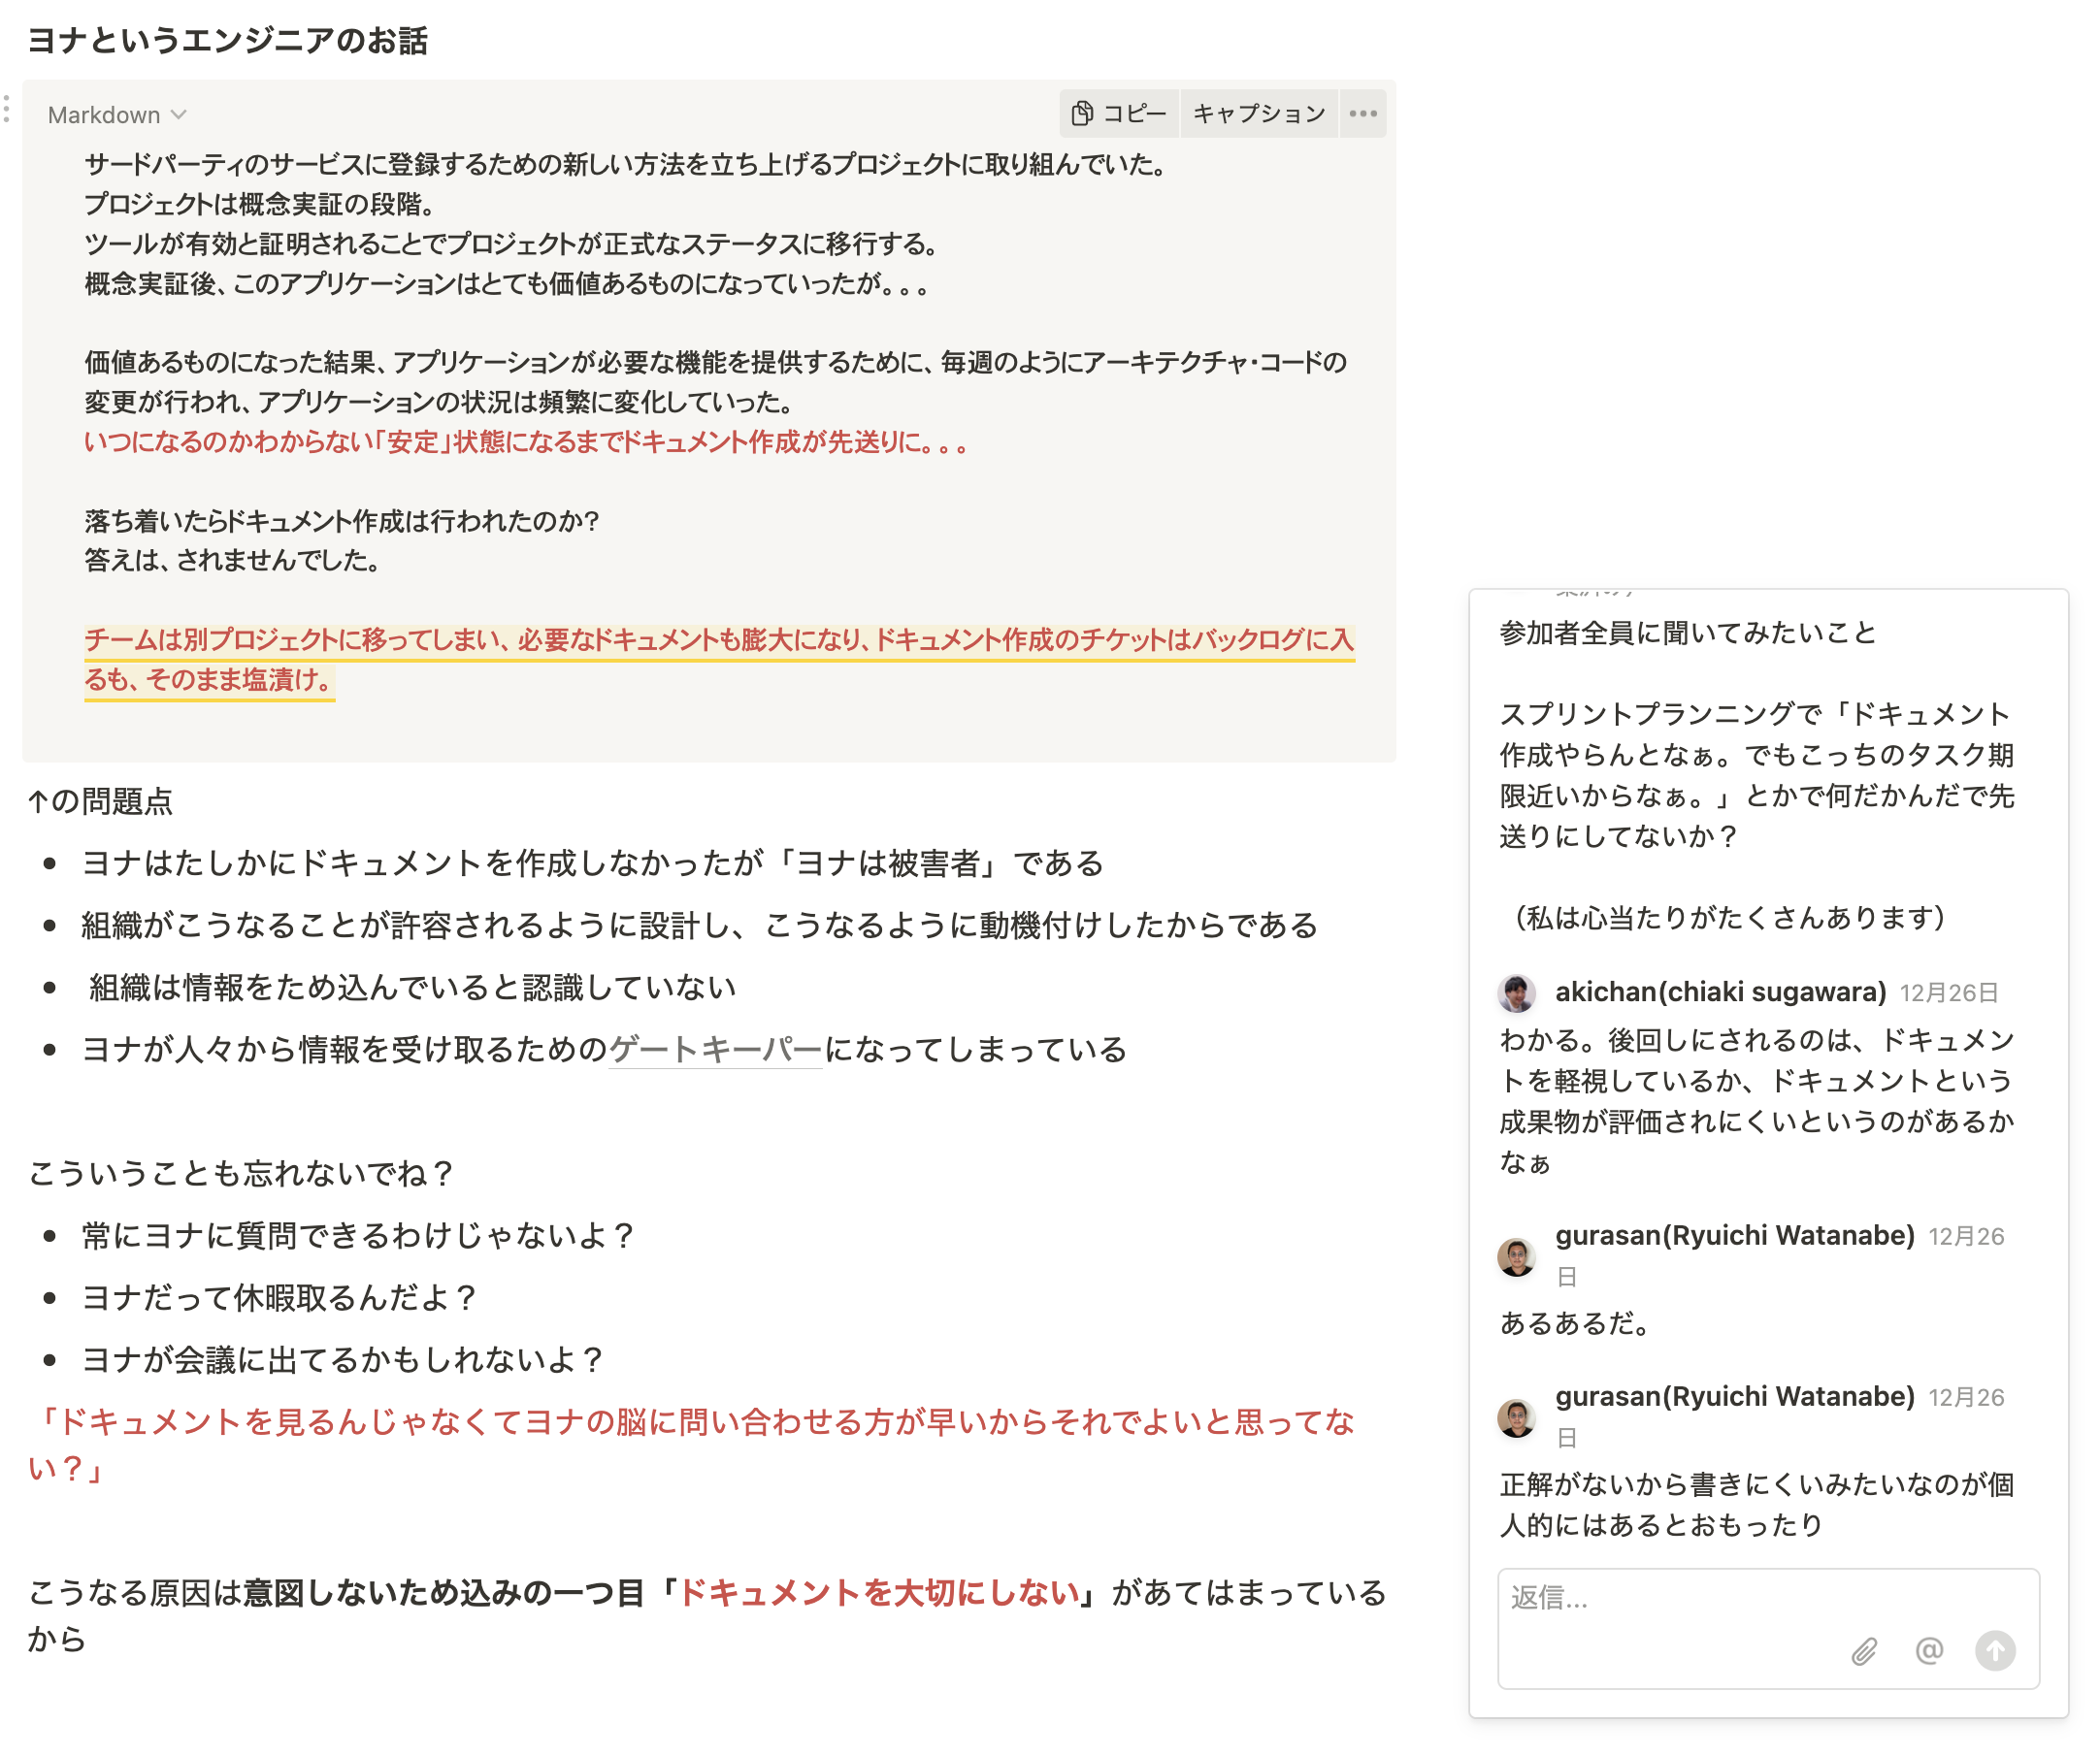 ヨナというエンジニアのお話
Markdown
コピー
キャプション
サードパーティのサービスに登録するための新しい方法を立ち上げるプロジェクトに取り組んでいた。
プロジェクトは概念実証の段階。
ツールが有効と証明されることでプロジェクトが正式なステータスに移行する。
概念実証後、このアプリケーションはとても価値あるものになっていったが。。。
価値あるものになった結果、アプリケーションが必要な機能を提供するために、毎週のようにアーキテクチャ・コードの
変更が行われ、アプリケーションの状況は頻繁に変化していった。
いつになるのかわからない「安定」状態になるまでドキュメント作成が先送りに。。。
落ち着いたらドキュメント作成は行われたのか？
答えは、されませんでした。
チームは別プロジェクトに移ってしまい、必要なドキュメントも膨大になり、ドキュメント作成のチケットはバックログに入
るも、そのまま塩漬け。
↑の問題点
• ヨナはたしかにドキュメントを作成しなかったが「ヨナは被害者」である
• 組織がこうなることが許容されるように設計し、こうなるように動機付けしたからである
• 組織は情報をため込んでいると認識していない
• ヨナが人々から情報を受け取るためのゲートキーパーになってしまっている
こういうことも忘れないでね？
• 常にヨナに質問できるわけじゃないよ？
• ヨナだって休暇取るんだよ？
• ヨナが会議に出てるかもしれないよ？
「ドキュメントを見るんじゃなくてヨナの脳に問い合わせる方が早いからそれでよいと思ってな
い？」
こうなる原因は意図しないため込みの一つ目「ドキュメントを大切にしない」があてはまっている
から
参加者全員に聞いてみたいこと
スプリントプランニングで「ドキュメント
作成やらんとなぁ。でもこっちのタスク期
限近いからなぁ。」とかで何だかんだで先
送りにしてないか？
（私は心当たりがたくさんあります）
akichan(chiaki sugawara) 12月26日
わかる。後回しにされるのは、ドキュメン
トを軽視しているか、ドキュメントという
成果物が評価されにくいというのがあるか
なぁ
gurasan(Ryuichi Watanabe) 12月26
日
あるあるだ。
gurasan(Ryuichi Watanabe) 12月26
日
正解がないから書きにくいみたいなのが個
人的にはあるとおもったり
返信...